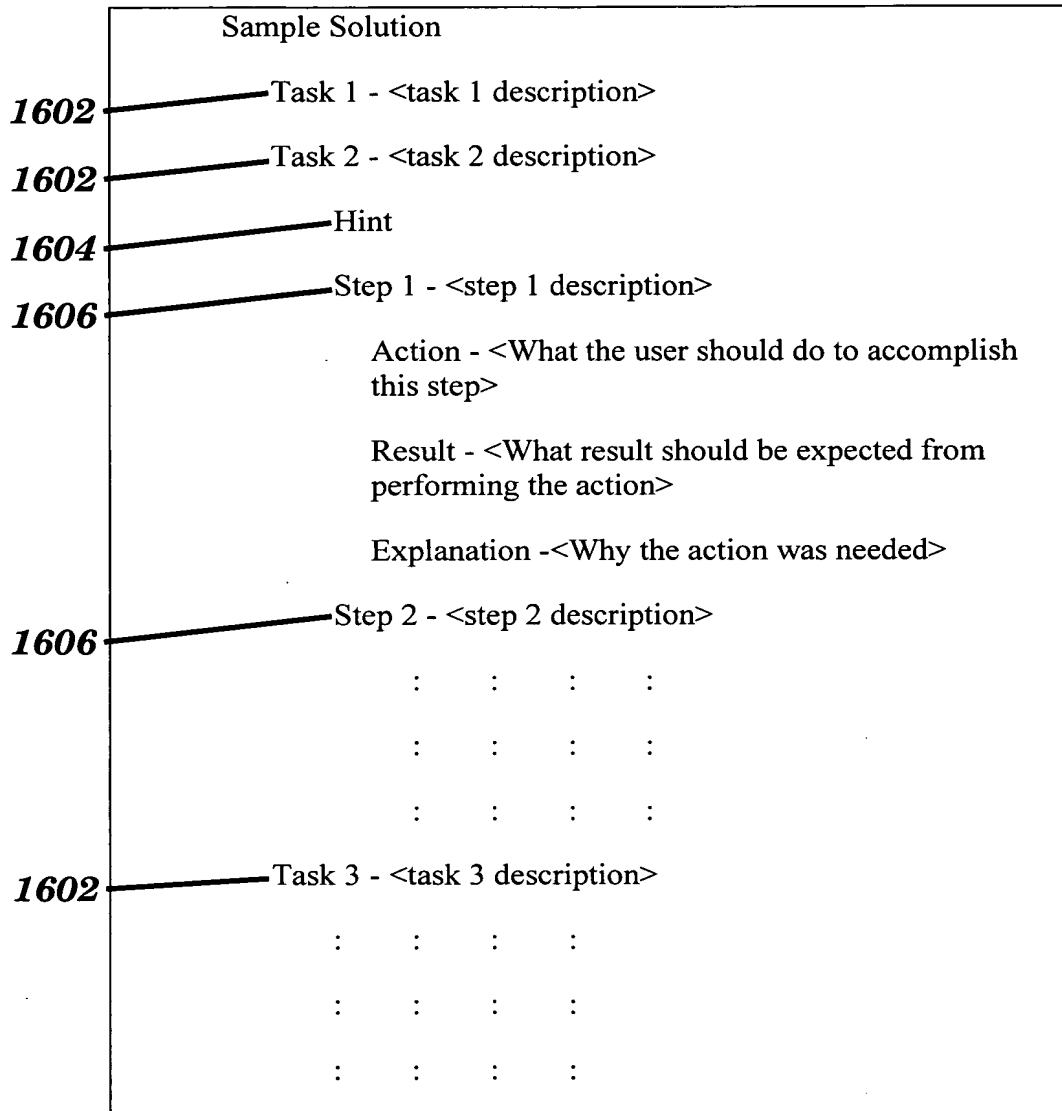 Sample Solution
1602 Task 1 - <task 1 description>
1602 Task 2 - <task 2 description>
1604 Hint
1606 Step 1 - <step 1 description>
Action - <What the user should do to accomplish
this step>
Result - <What result should be expected from
performing the action>
Explanation -<Why the action was needed>
1606 Step 2 - <step 2 description>
: : : :
: : : :
: : : :
1602 Task 3 - <task 3 description>
: : : :
: : : :
: : : :